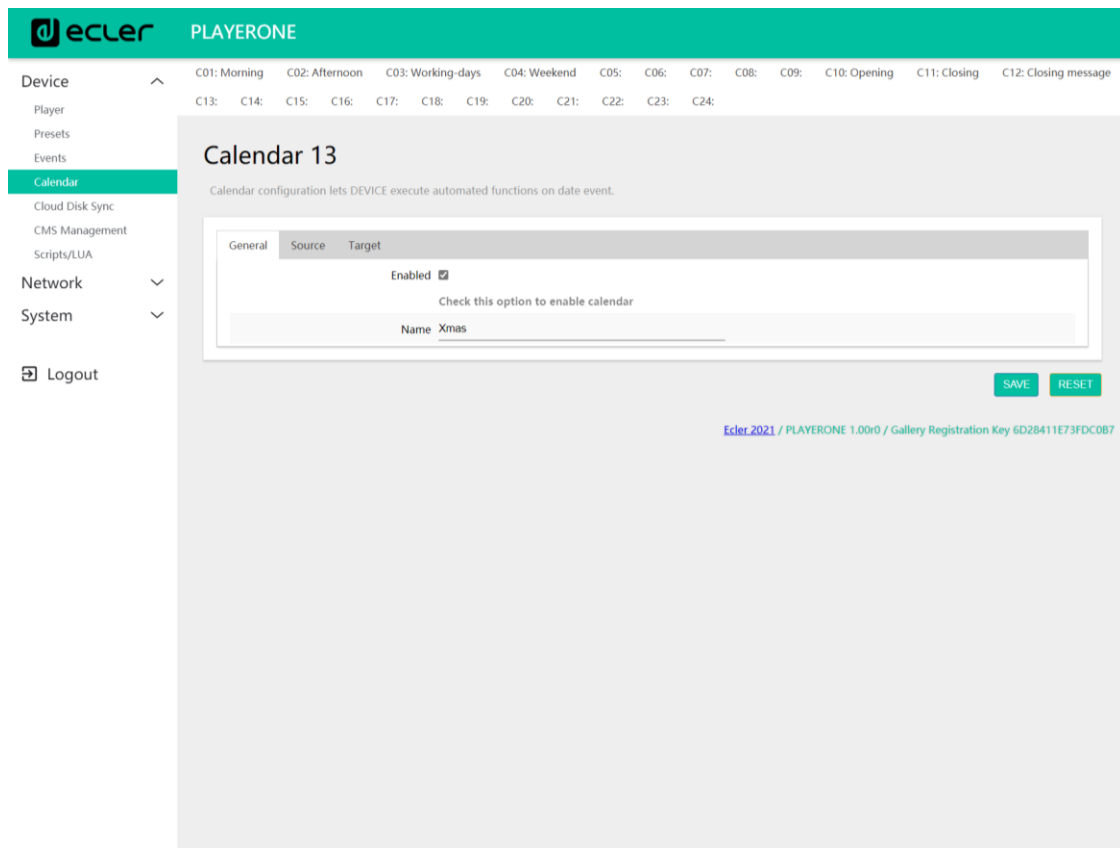 ecler
PLAYERONE
Device
Player
Presets
Events
Calendar
Cloud Disk Sync
CMS Management
Scripts/LUA
Network
System
Logout
C01: Morning C02: Afternoon C03: Working-days C04: Weekend C05: C06: C07: C08: C09: C10: Opening C11: Closing C12: Closing message
C13: C14: C15: C16: C17: C18: C19: C20: C21: C22: C23: C24:
Calendar 13
Calendar configuration lets DEVICE execute automated functions on date event.
General Source Target
Enabled
Check this option to enable calendar
Name Xmas
SAVE RESET
Ecler 2021 / PLAYERONE 1.00r0 / Gallery Registration Key 6D28411E73FDC0B7